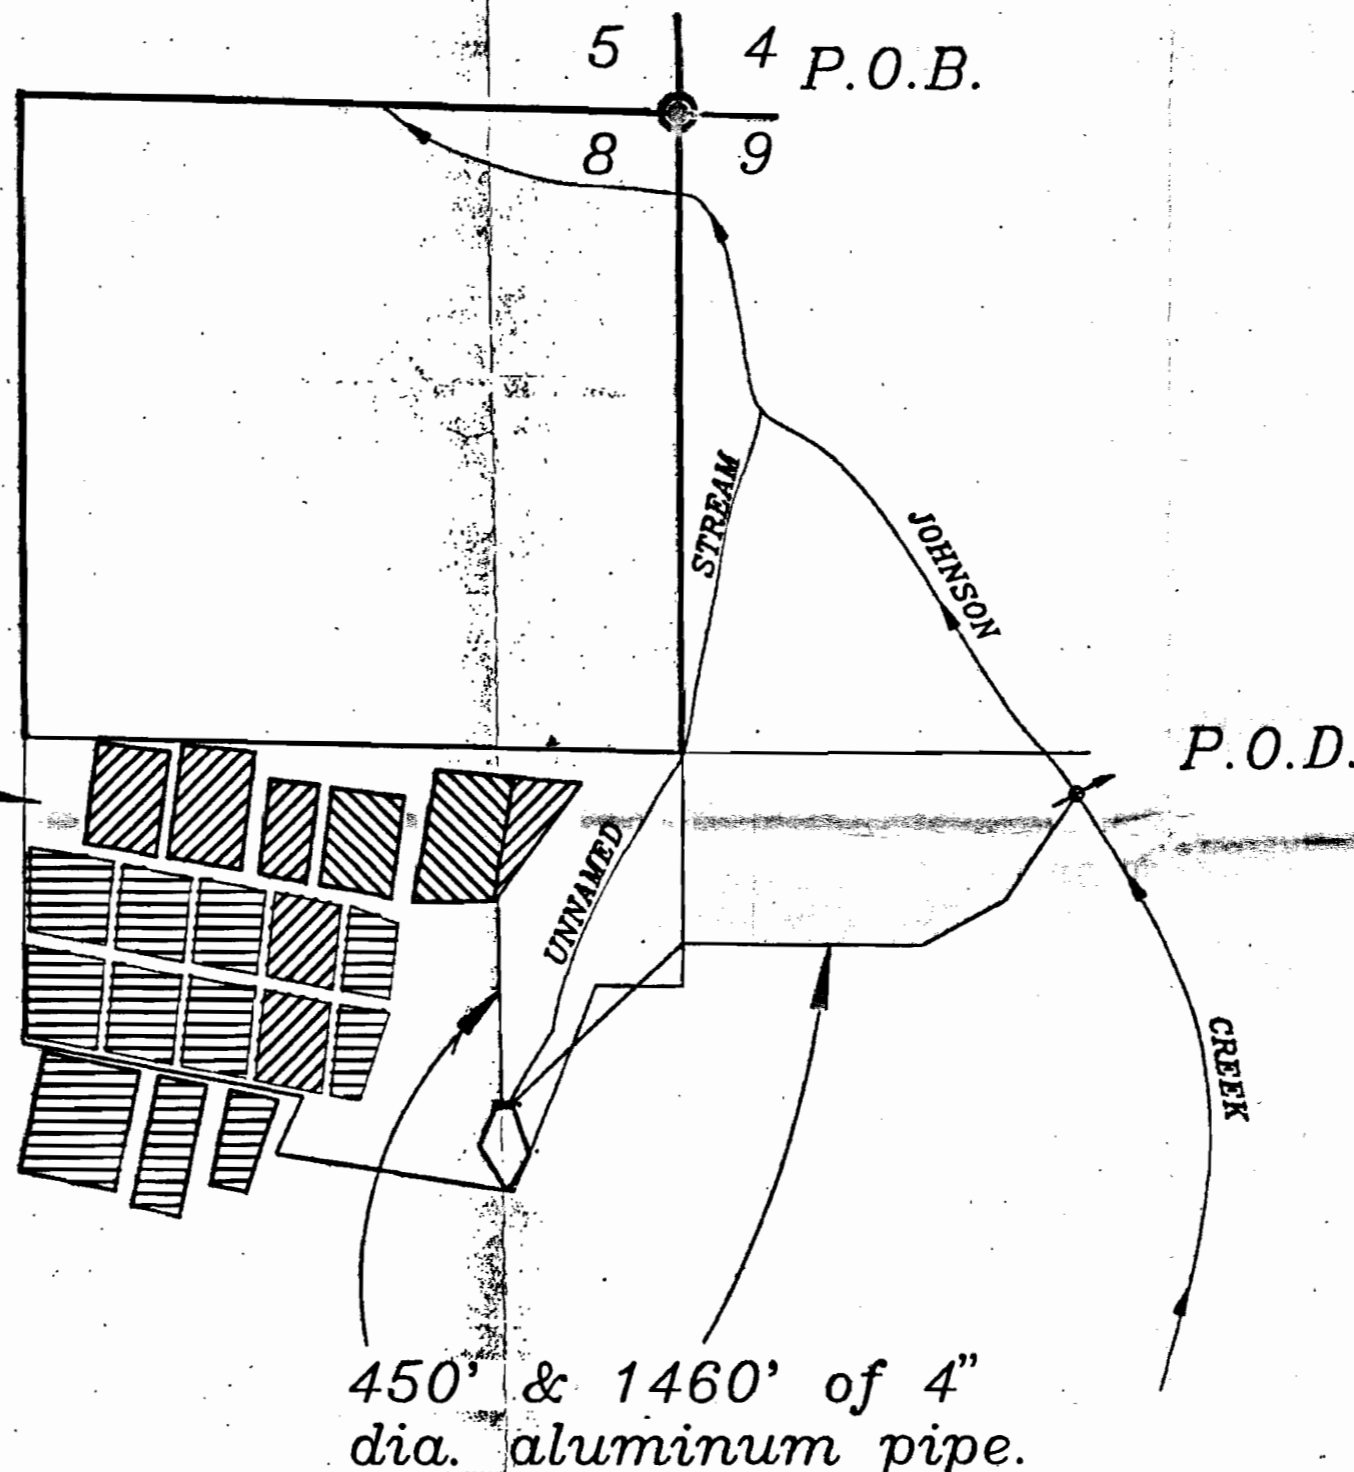 5 4 P.O.B.
8 9
STREAM
JOHNSON
P.O.D.
UNNAMED
CREEK
450' & 1460' of 4"
dia. aluminum pipe.